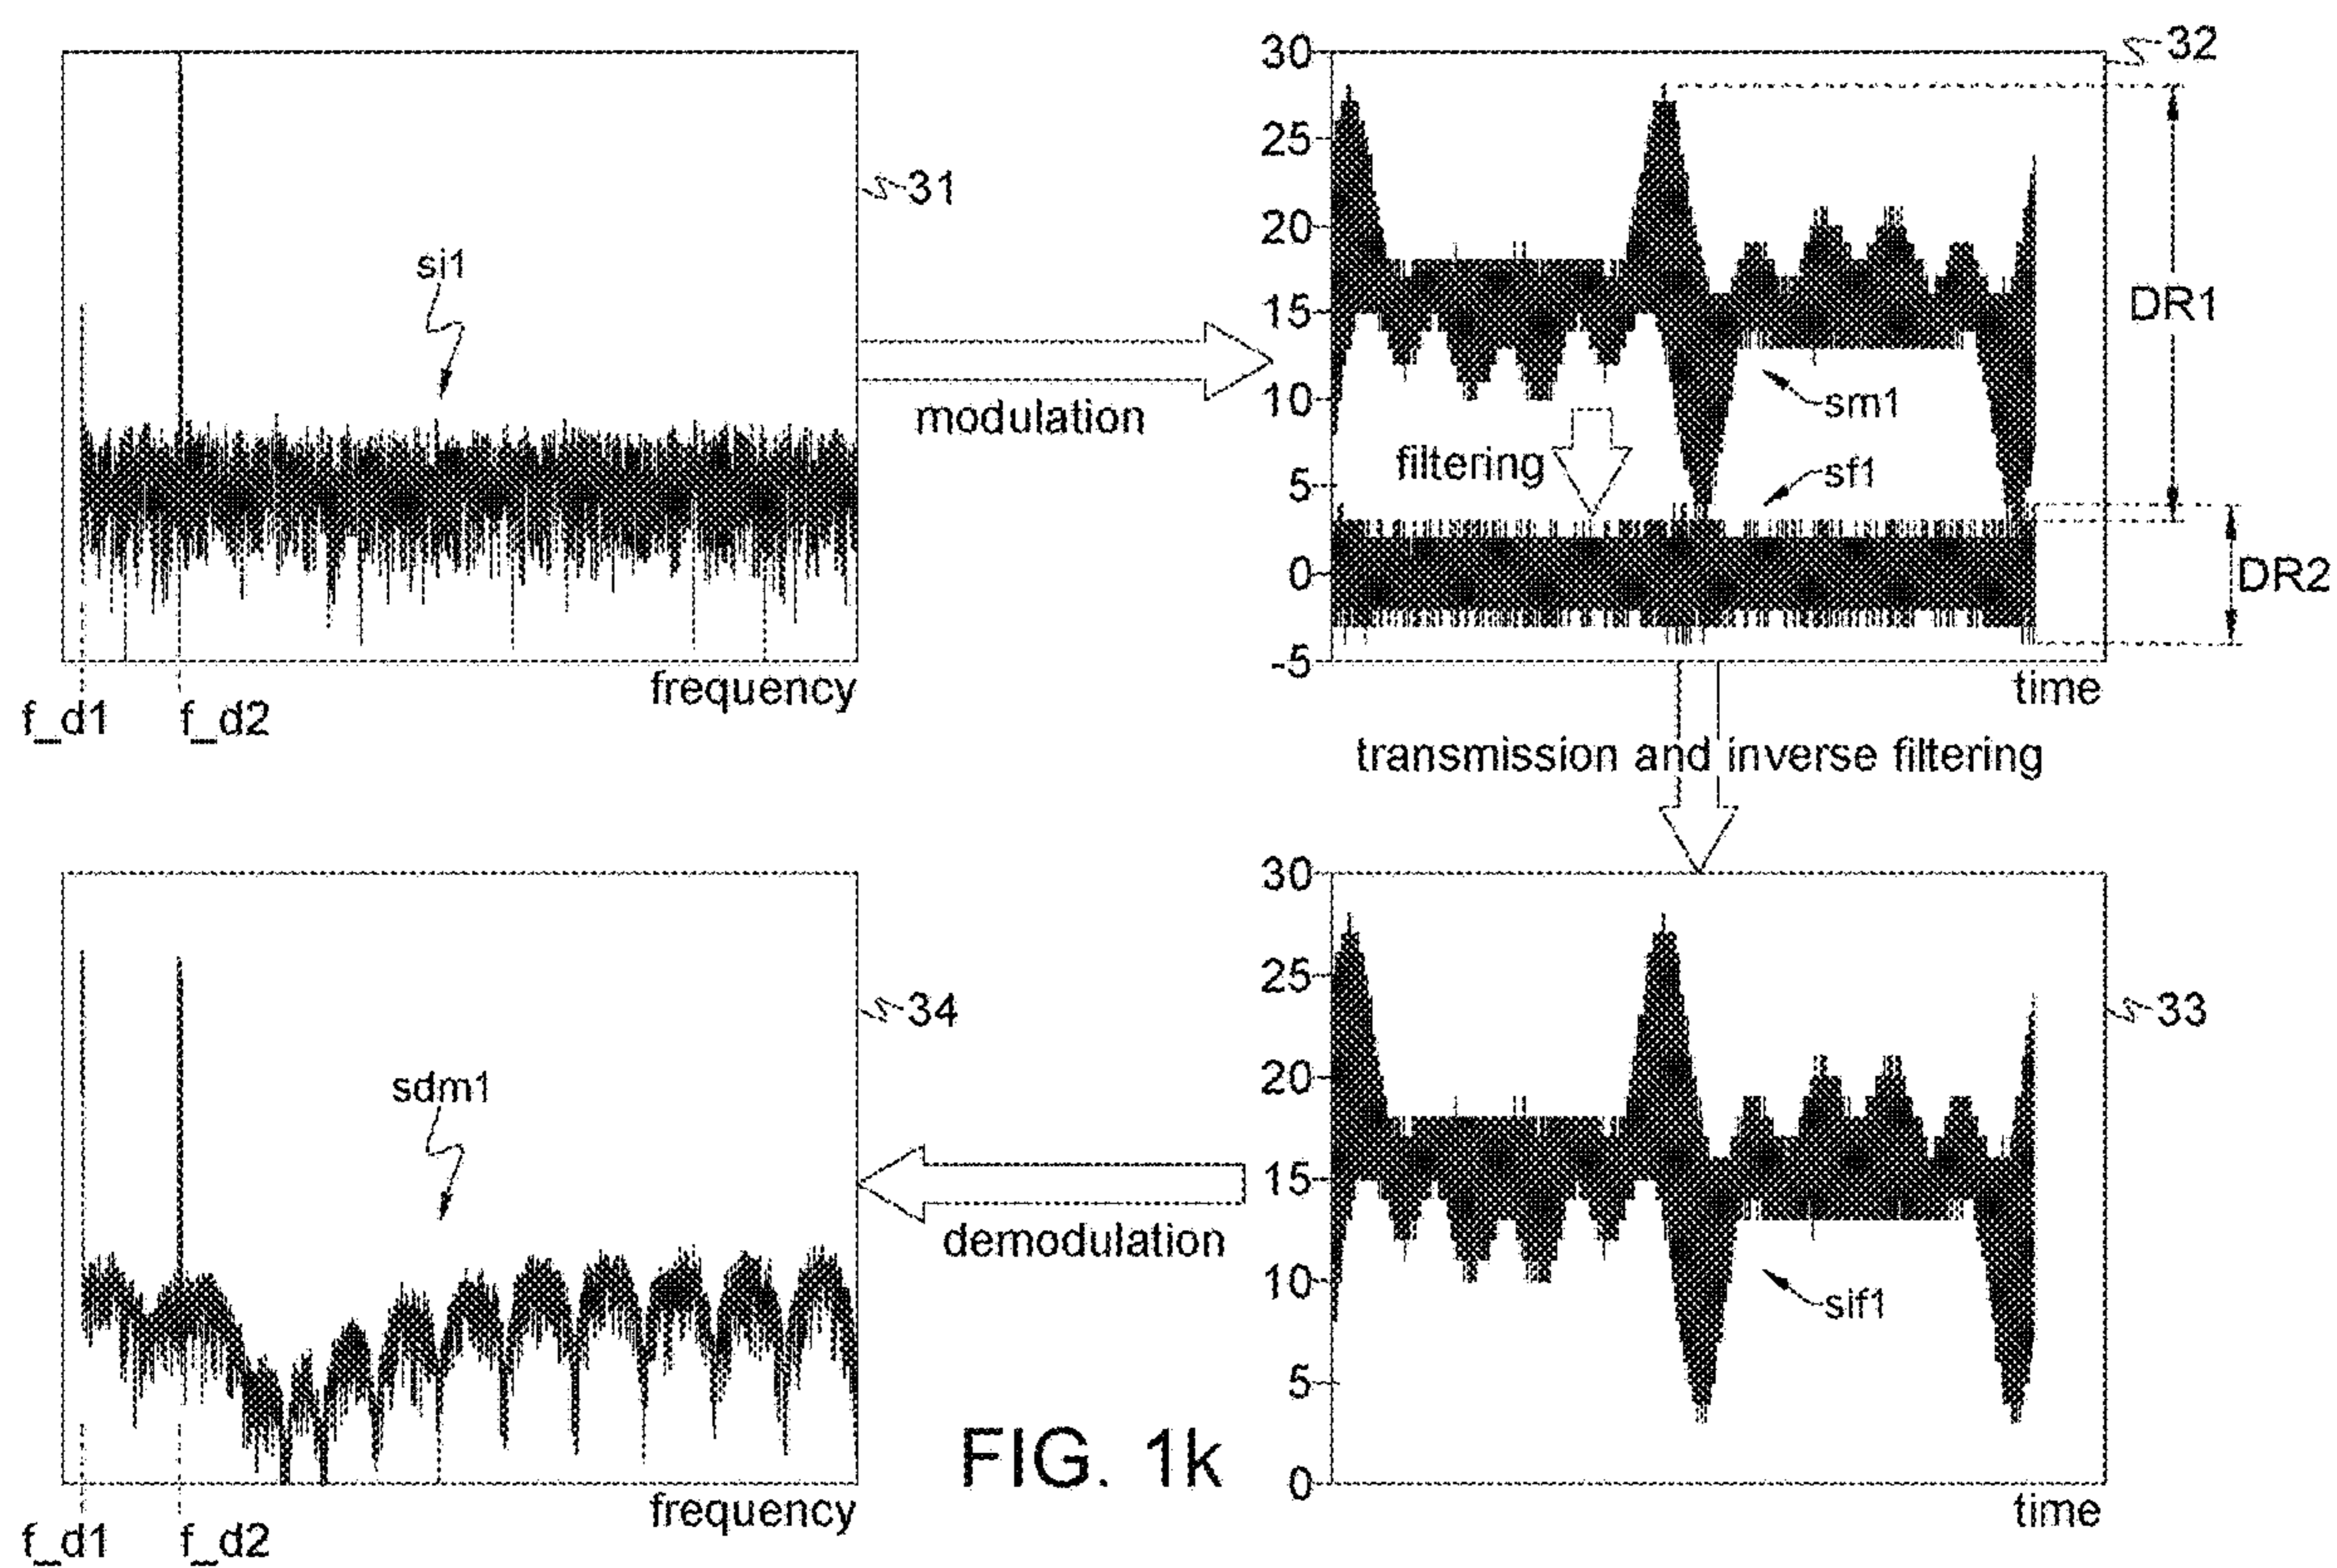 31
si1
frequency
f_d1
f_d2
modulation
30
25
20
15
10
5
0
-5
32
DR1
sm1
filtering
sf1
DR2
time
transmission and inverse filtering
30
25
20
15
10
5
0
33
sif1
time
demodulation
34
sdm1
frequency
f_d1
f_d2
FIG. 1k